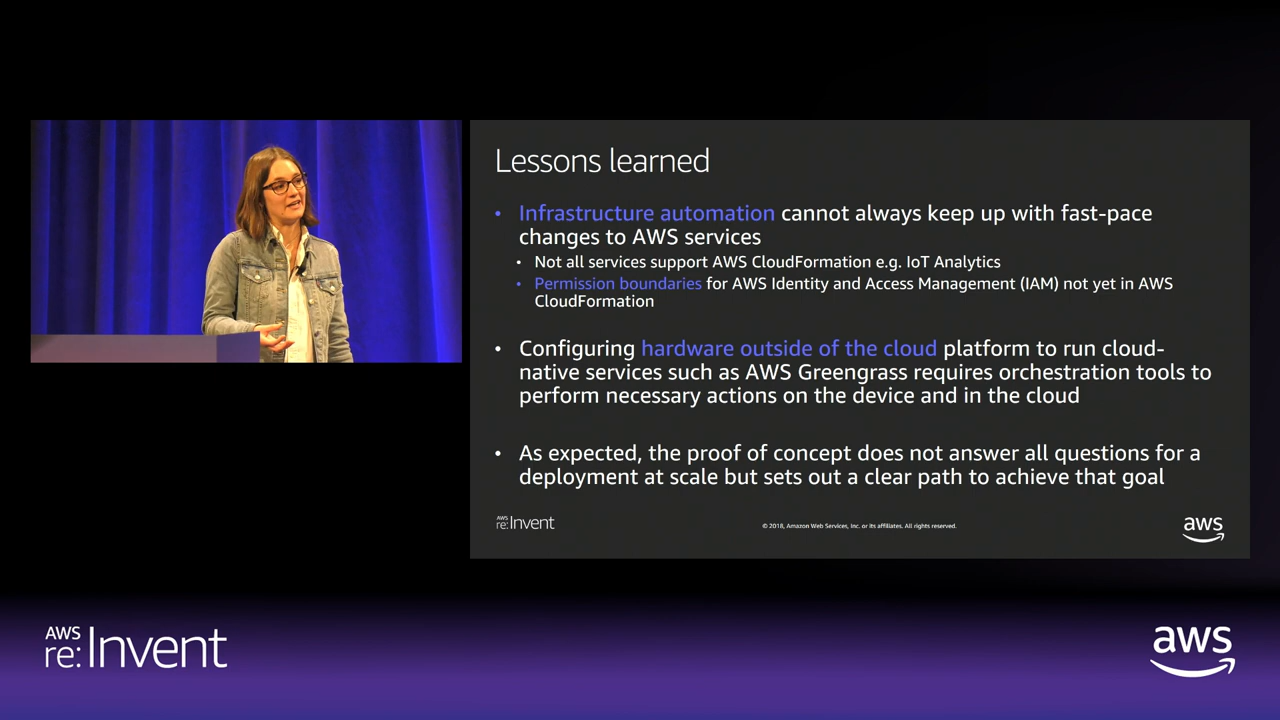 Lessons learned
• Infrastructure automation cannot always keep up with fast-pace
changes to AWS services
• Not all services support AWS CloudFormation e.g. IoT Analytics
• Permission boundaries for AWS Identity and Access Management (IAM) not yet in AWS
CloudFormation
• Configuring hardware outside of the cloud platform to run cloud-
native services such as AWS Greengrass requires orchestration tools to
perform necessary actions on the device and in the cloud
• As expected, the proof of concept does not answer all questions for a
deployment at scale but sets out a clear path to achieve that goal
AWS
re:Invent
© 2018, Amazon Web Services, Inc. or its affiliates. All rights reserved.
aws
AWS
re:Invent
aws